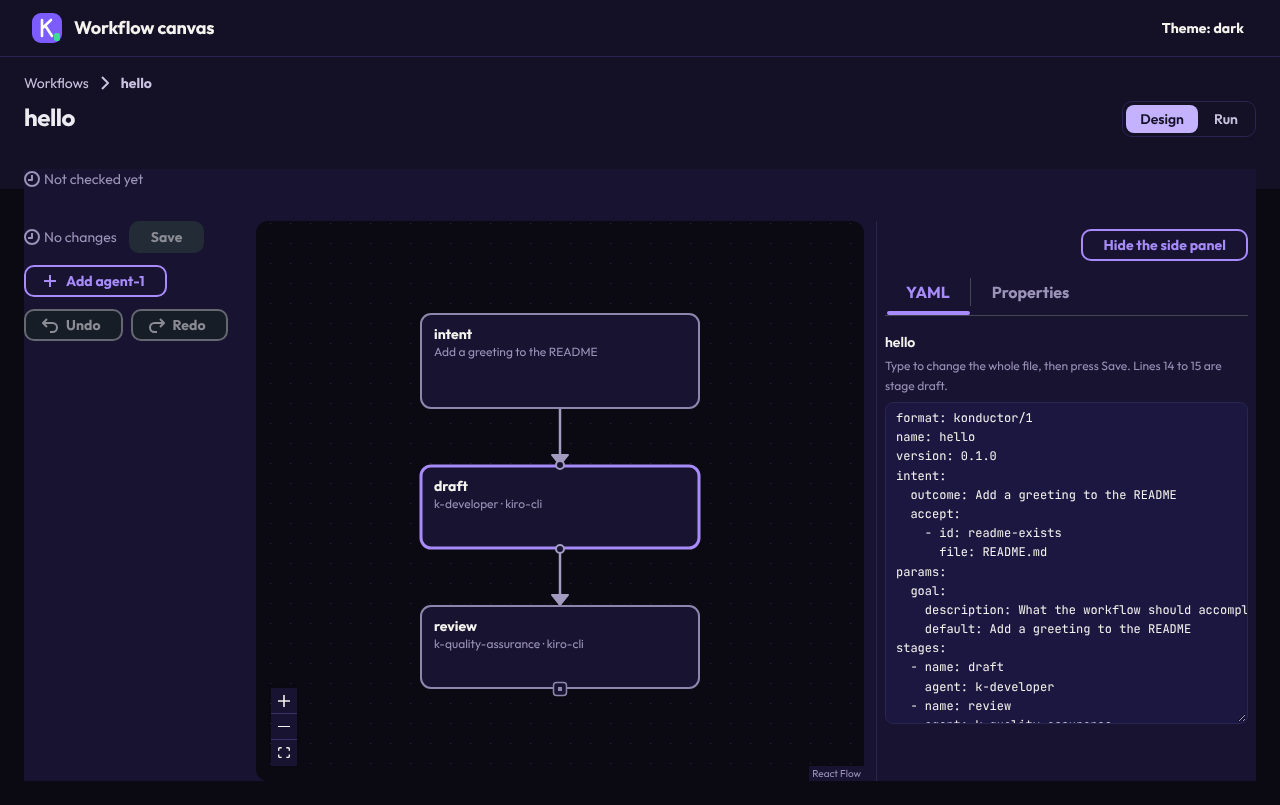 K Workflow canvas
Theme: dark
Workflows > hello
hello
Design Run
Not checked yet
No changes Save
+ Add agent-1
Undo Redo
intent
Add a greeting to the README
draft
k-developer · kiro-cli
review
k-quality-assurance · kiro-cli
React Flow
Hide the side panel
YAML Properties
hello
Type to change the whole file, then press Save. Lines 14 to 15 are
stage draft.
format: konductor/1
name: hello
version: 0.1.0
intent:
  outcome: Add a greeting to the README
  accept:
    - id: readme-exists
      file: README.md
params:
  goal:
    description: What the workflow should accompl
    default: Add a greeting to the README
stages:
  - name: draft
    agent: k-developer
  - name: review
    agent: k-quality-assurance